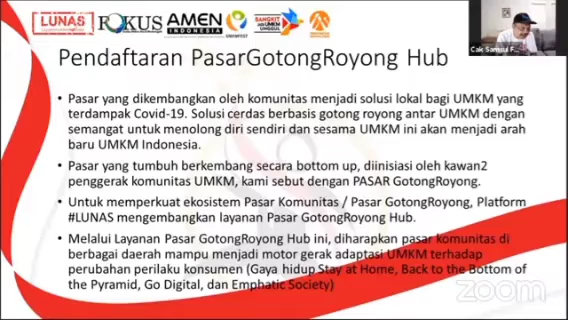 LUNAS
FOKUS
AMEN
INDONESIA
BANGKIT
UMKM
UNGGUL
Cak Samsul F...
Pendaftaran PasarGotongRoyong Hub
• Pasar yang dikembangkan oleh komunitas menjadi solusi lokal bagi UMKM yang
terdampak Covid-19. Solusi cerdas berbasis gotong royong antar UMKM dengan
semangat untuk menolong diri sendiri dan sesama UMKM ini akan menjadi arah
baru UMKM Indonesia.
• Pasar yang tumbuh berkembang secara bottom up, diinisiasi oleh kawan2
penggerak komunitas UMKM, kami sebut dengan PASAR GotongRoyong.
• Untuk memperkuat ekosistem Pasar Komunitas / Pasar GotongRoyong, Platform
#LUNAS mengembangkan layanan Pasar GotongRoyong Hub.
• Melalui Layanan Pasar GotongRoyong Hub ini, diharapkan pasar komunitas di
berbagai daerah mampu menjadi motor gerak adaptasi UMKM terhadap
perubahan perilaku konsumen (Gaya hidup Stay at Home, Back to the Bottom of
the Pyramid, Go Digital, dan Emphatic Society)
zoom